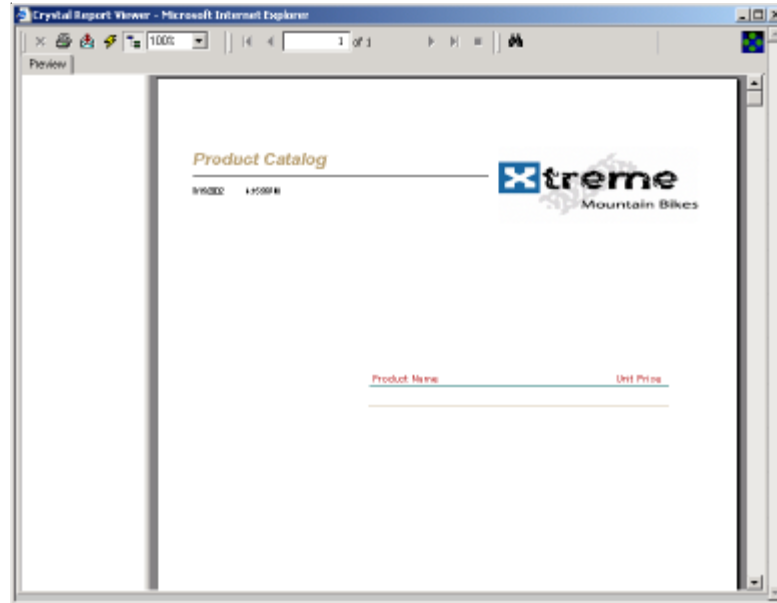 Crystal Report Viewer - Microsoft Internet Explorer
100% 1 of 1
Preview
Product Catalog
Xtreme
Mountain Bikes
Product Name Unit Price